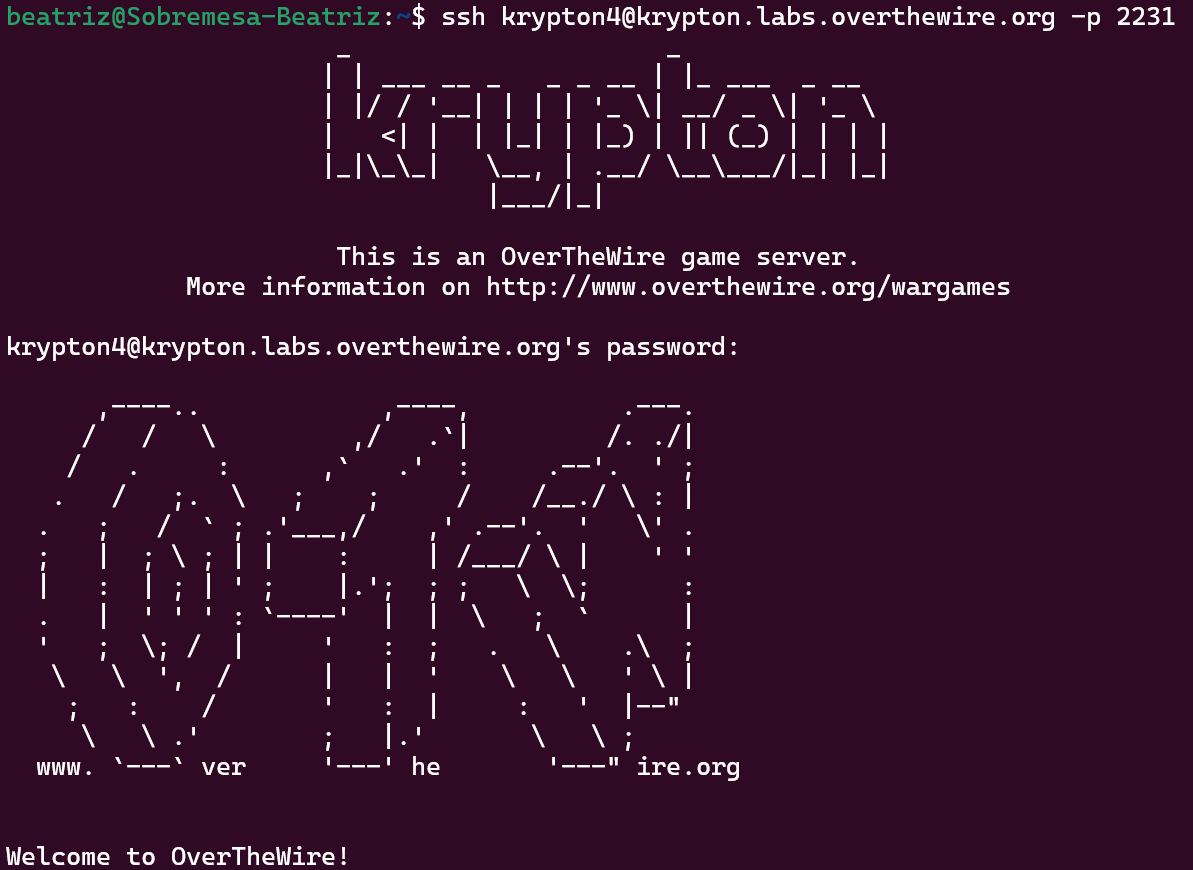 beatriz@Sobremesa-Beatriz:~$ ssh krypton4@krypton.labs.overthewire.org -p 2231
krypton
This is an OverTheWire game server.
More information on http://www.overthewire.org/wargames
krypton4@krypton.labs.overthewire.org's password:
www. `---` ver '---' he '---" ire.org
Welcome to OverTheWire!